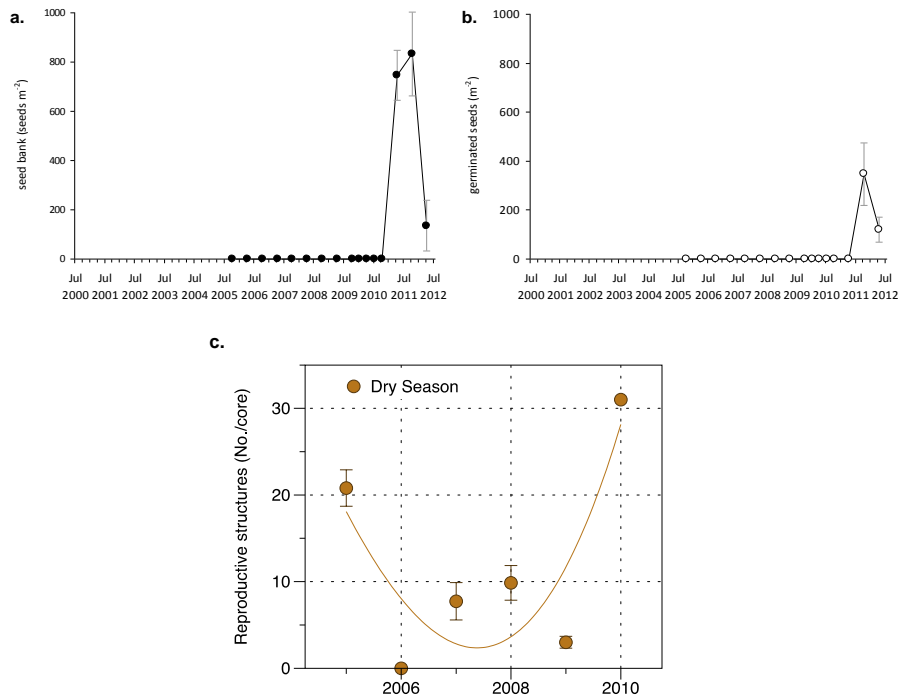 a.
seed bank (seeds m-2)
1000
800
600
400
200
0
Jul Jul Jul Jul Jul Jul Jul Jul Jul Jul Jul Jul Jul
2000 2001 2002 2003 2004 2005 2006 2007 2008 2009 2010 2011 2012
b.
germinated seeds (m-2)
1000
800
600
400
200
0
Jul Jul Jul Jul Jul Jul Jul Jul Jul Jul Jul Jul Jul
2000 2001 2002 2003 2004 2005 2006 2007 2008 2009 2010 2011 2012
c.
Reproductive structures (No./core)
Dry Season
30
20
10
0
2006 2008 2010